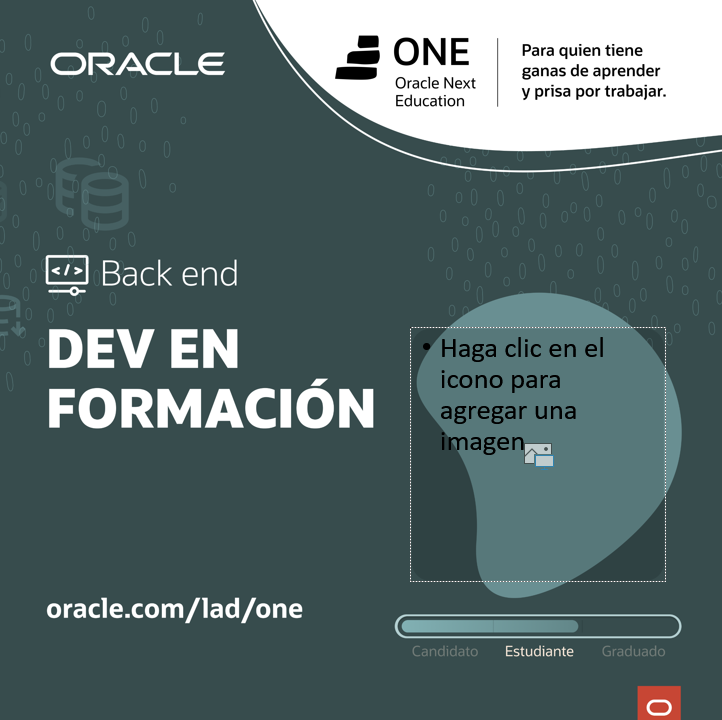 ORACLE
ONE
Oracle Next
Education
Para quien tiene
ganas de aprender
y prisa por trabajar.
</> Back end
DEV EN
FORMACIÓN
• Haga clic en el
icono para
agregar una
imagen
oracle.com/lad/one
Candidato Estudiante Graduado